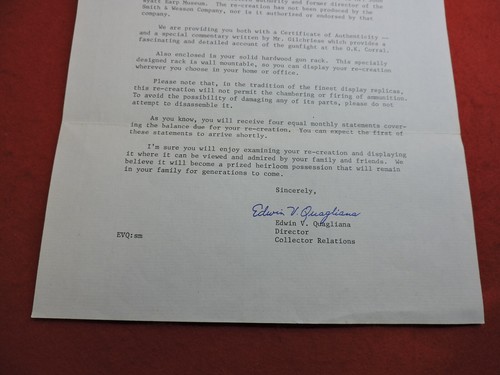 authority and former director of the
Wyatt Earp Museum. The re-creation has not been produced by the
Smith & Wesson Company, nor is it authorized or endorsed by that
company.
We are providing you both with a Certificate of Authenticity --
and a special commentary written by Mr. Gilchriese which provide a
fascinating and detailed account of the gunfight at the O.K. Corral.
Also enclosed is your solid hardwood gun rack. This specially
designed rack is wall mountable, so you can display your re-creation
wherever you choose in your home or office.
Please note that, in the tradition of the finest display replicas,
this re-creation will not permit the chambering or firing of ammunition.
To avoid the possibility of damaging any of its parts, please do not
attempt to disassemble it.
As you know, you will receive four equal monthly statements cover-
ing the balance due for your re-creation. You can expect the first of
these statements to arrive shortly.
I'm sure you will enjoy examining your re-creation and displaying
it where it can be viewed and admired by your family and friends. We
believe it will become a prized heirloom possession that will remain
in your family for generations to come.
Sincerely,
Edwin V. Quagliana
Edwin V. Quagliana
Director
Collector Relations
EVQ:sm